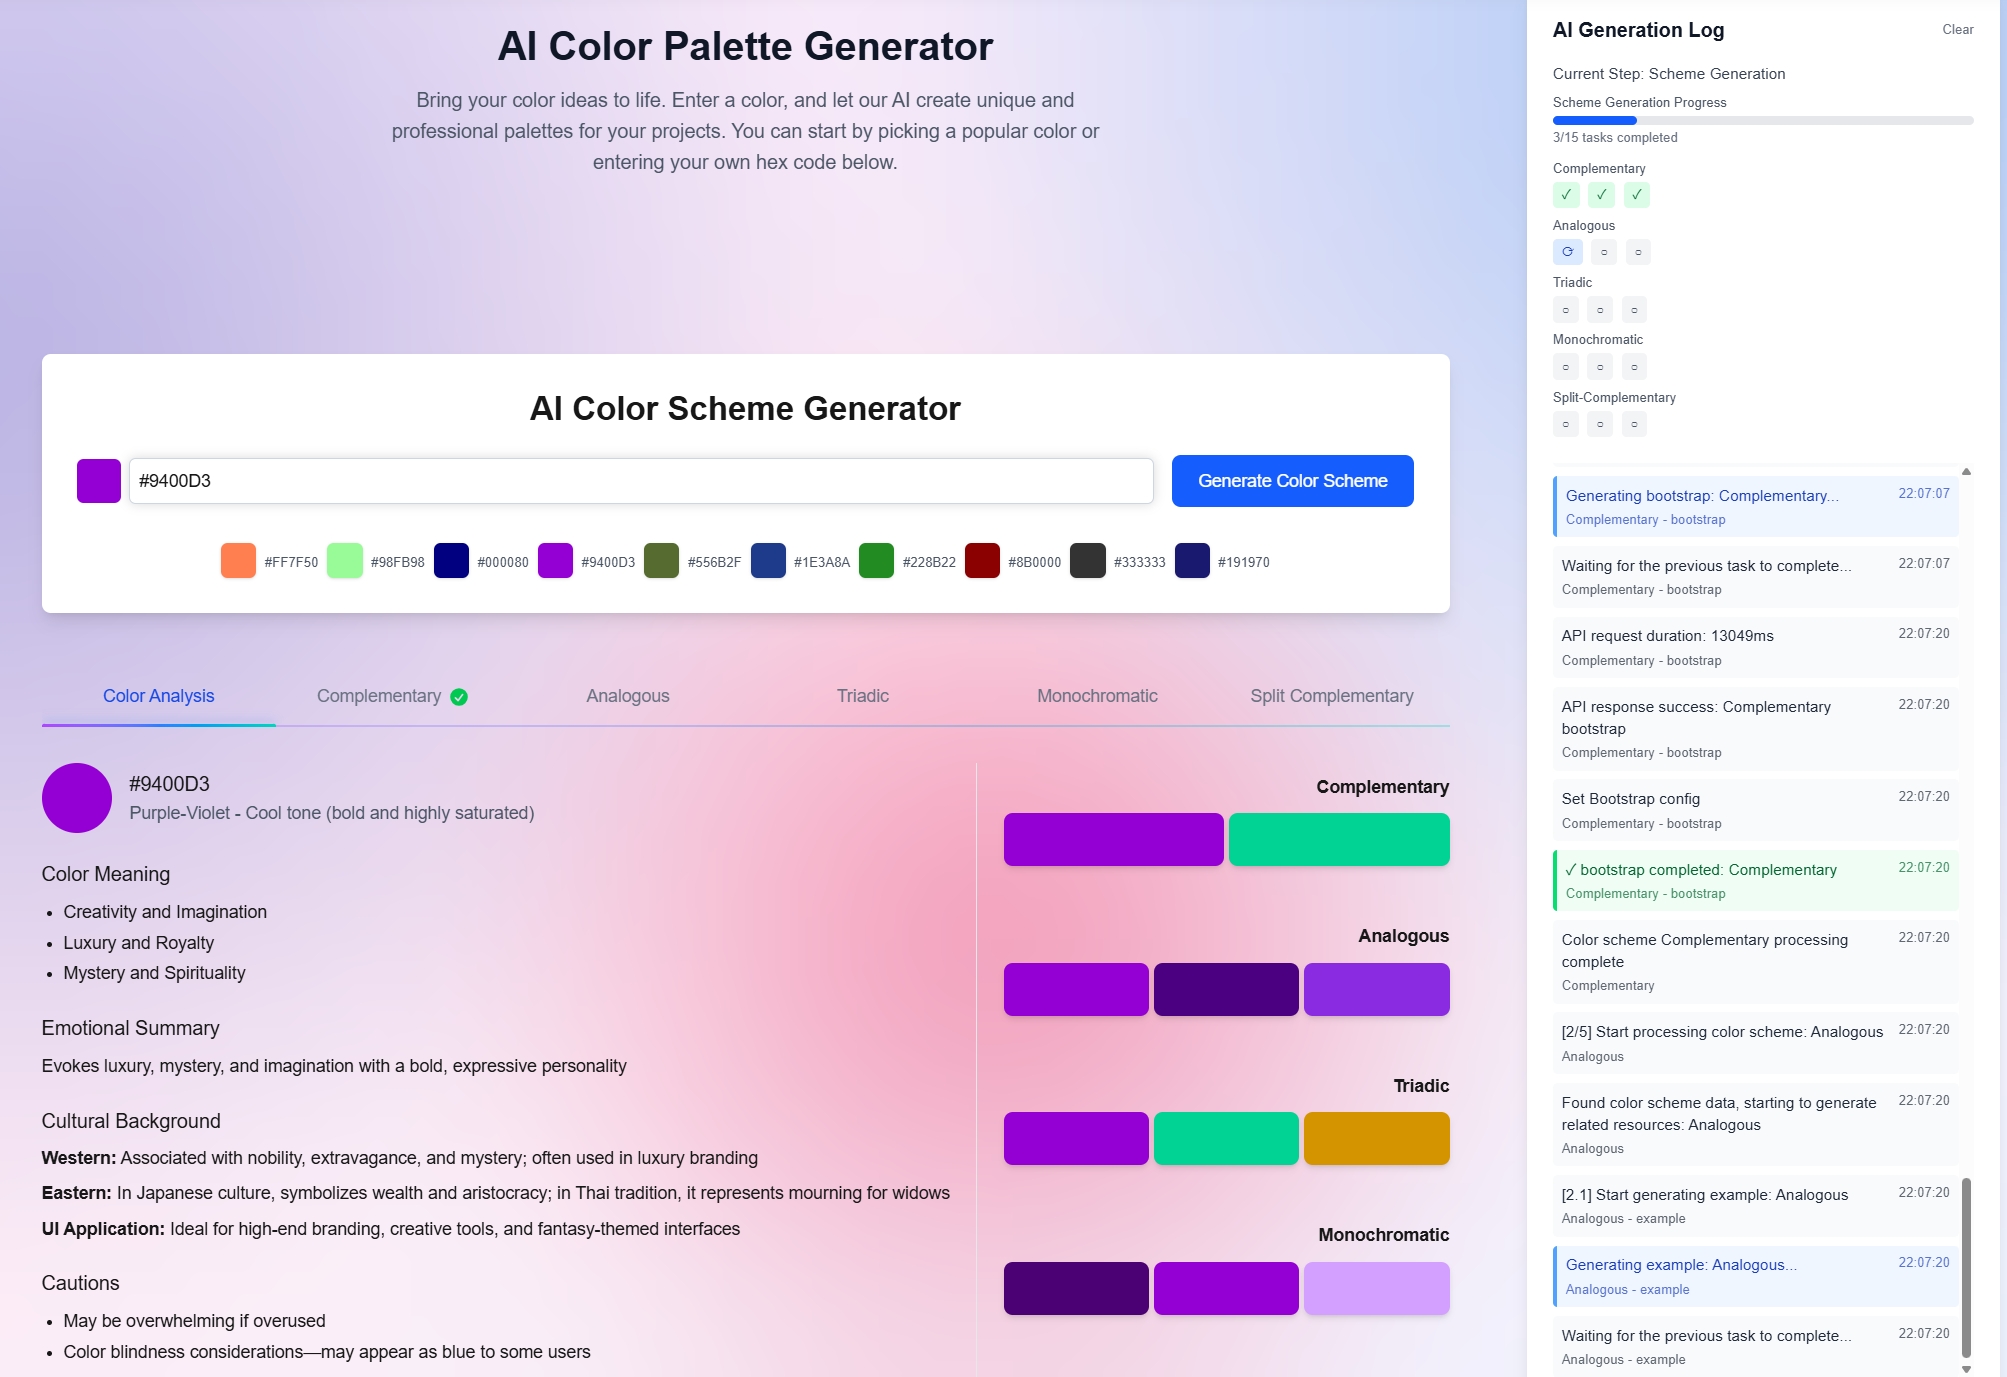 AI Color Palette Generator
Bring your color ideas to life. Enter a color, and let our AI create unique and
professional palettes for your projects. You can start by picking a popular color or
entering your own hex code below.
AI Color Scheme Generator
#9400D3
Generate Color Scheme
#FF7F50
#98FB98
#000080
#9400D3
#556B2F
#1E3A8A
#228B22
#8B0000
#333333
#191970
Color Analysis
Complementary
Analogous
Triadic
Monochromatic
Split Complementary
#9400D3
Purple-Violet - Cool tone (bold and highly saturated)
Color Meaning
• Creativity and Imagination
• Luxury and Royalty
• Mystery and Spirituality
Emotional Summary
Evokes luxury, mystery, and imagination with a bold, expressive personality
Cultural Background
Western: Associated with nobility, extravagance, and mystery; often used in luxury branding
Eastern: In Japanese culture, symbolizes wealth and aristocracy; in Thai tradition, it represents mourning for widows
UI Application: Ideal for high-end branding, creative tools, and fantasy-themed interfaces
Cautions
• May be overwhelming if overused
• Color blindness considerations—may appear as blue to some users
Complementary
Analogous
Triadic
Monochromatic
AI Generation Log
Clear
Current Step: Scheme Generation
Scheme Generation Progress
3/15 tasks completed
Complementary
✓ ✓ ✓
Analogous
⟳ ○ ○
Triadic
○ ○ ○
Monochromatic
○ ○ ○
Split-Complementary
○ ○ ○
Generating bootstrap: Complementary...
22:07:07
Complementary - bootstrap
Waiting for the previous task to complete...
22:07:07
Complementary - bootstrap
API request duration: 13049ms
22:07:20
Complementary - bootstrap
API response success: Complementary
bootstrap
22:07:20
Complementary - bootstrap
Set Bootstrap config
22:07:20
Complementary - bootstrap
✓ bootstrap completed: Complementary
22:07:20
Complementary - bootstrap
Color scheme Complementary processing
complete
22:07:20
Complementary
[2/5] Start processing color scheme: Analogous
22:07:20
Analogous
Found color scheme data, starting to generate
related resources: Analogous
22:07:20
Analogous
[2.1] Start generating example: Analogous
22:07:20
Analogous - example
Generating example: Analogous...
22:07:20
Analogous - example
Waiting for the previous task to complete...
22:07:20
Analogous - example